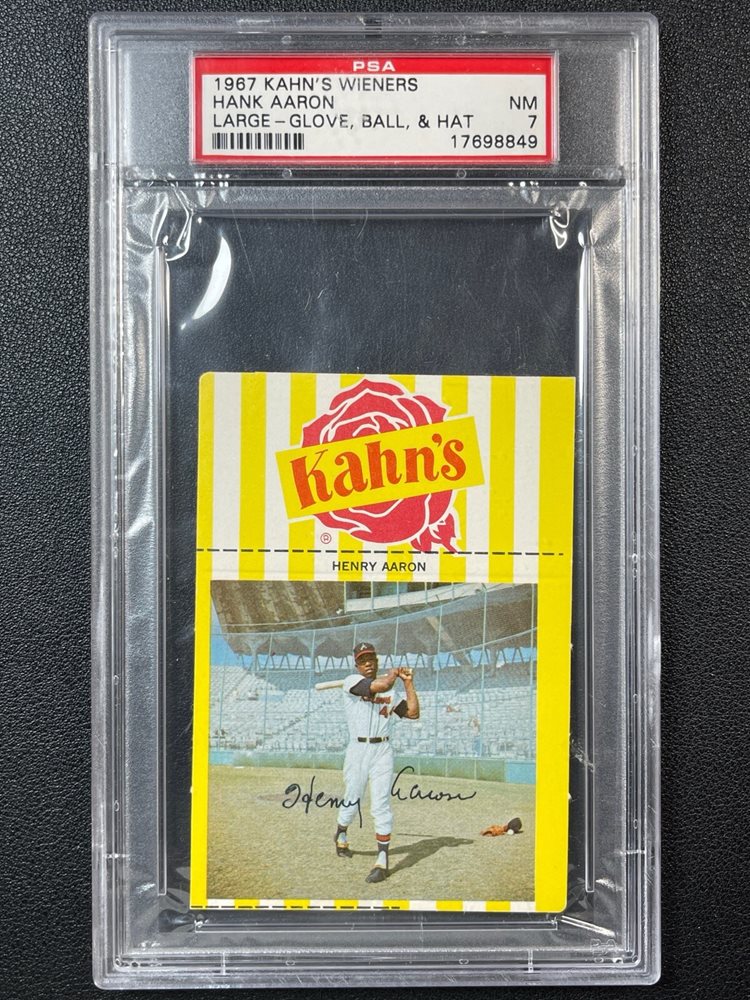 PSA
1967 KAHN'S WIENERS
HANK AARON NM
LARGE-GLOVE, BALL, & HAT 7
17698849
Kahn's
®
HENRY AARON
Henry Aaron